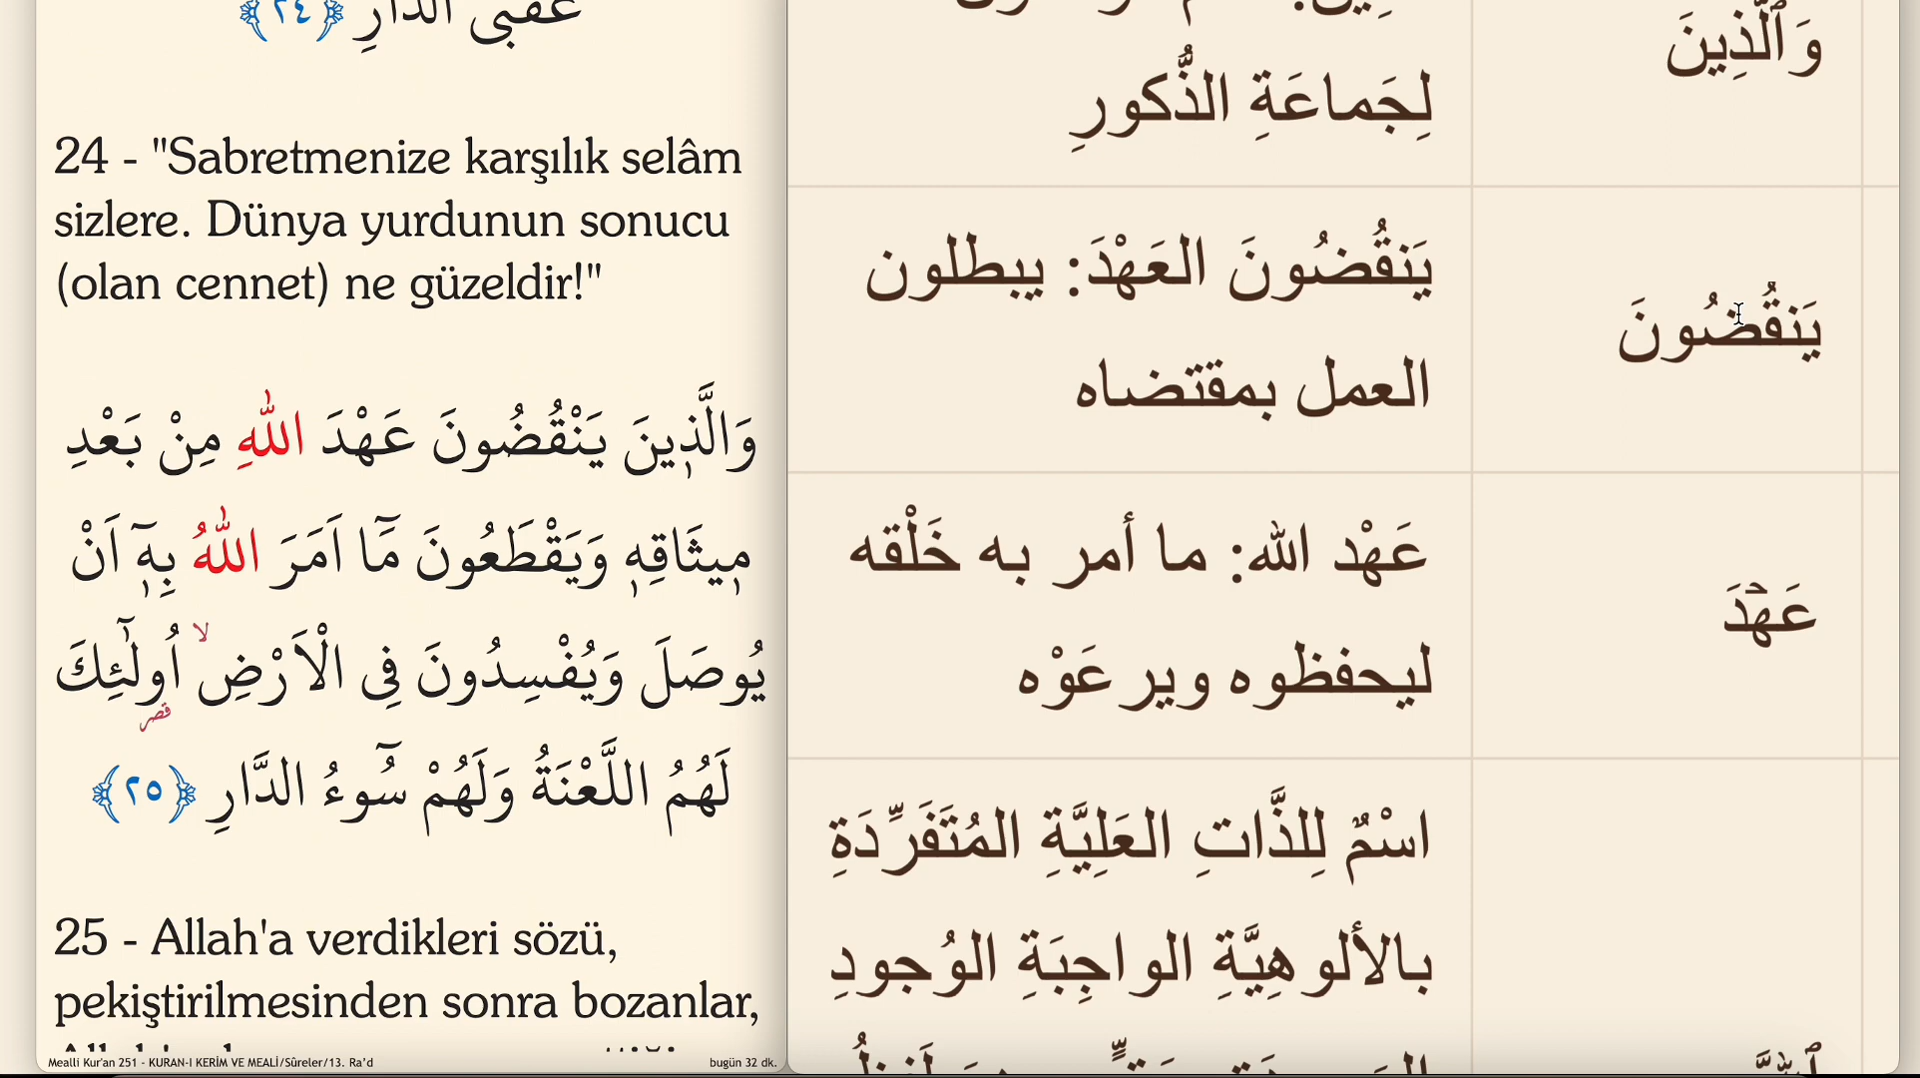 عُقْبَى الدَّارِ ﴿٢٤﴾
24 - "Sabretmenize karşılık selâm
sizlere. Dünya yurdunun sonucu
(olan cennet) ne güzeldir!"
وَالَّذ۪ينَ يَنْقُضُونَ عَهْدَ اللّٰهِ مِنْ بَعْدِ
م۪يثَاقِه۪ وَيَقْطَعُونَ مَٓا اَمَرَ اللّٰهُ بِه۪ٓ اَنْ
يُوصَلَ وَيُفْسِدُونَ فِى الْاَرْضِۙ اُو۬لٰٓئِكَ
قصر
لَهُمُ اللَّعْنَةُ وَلَهُمْ سُٓوءُ الدَّارِ ﴿٢٥﴾
25 - Allah'a verdikleri sözü,
pekiştirilmesinden sonra bozanlar,
Mealli Kur'an 251 - KURAN-I KERİM VE MEALİ/Sûreler/13. Ra'd
bugün 32 dk.
وَٱلَّذِينَ
لِجَماعَةِ الذُّكورِ
يَنقُضُونَ
يَنقُضُونَ العَهْدَ: يبطلون
العمل بمقتضاه
عَهْدَ
عَهْد الله: ما أمر به خَلْقه
ليحفظوه ويرعَوْه
اسْمٌ لِلذَّاتِ العَلِيَّةِ المُتَفَرِّدَةِ
بالألوهِيَّةِ الواجِبَةِ الوُجودِ